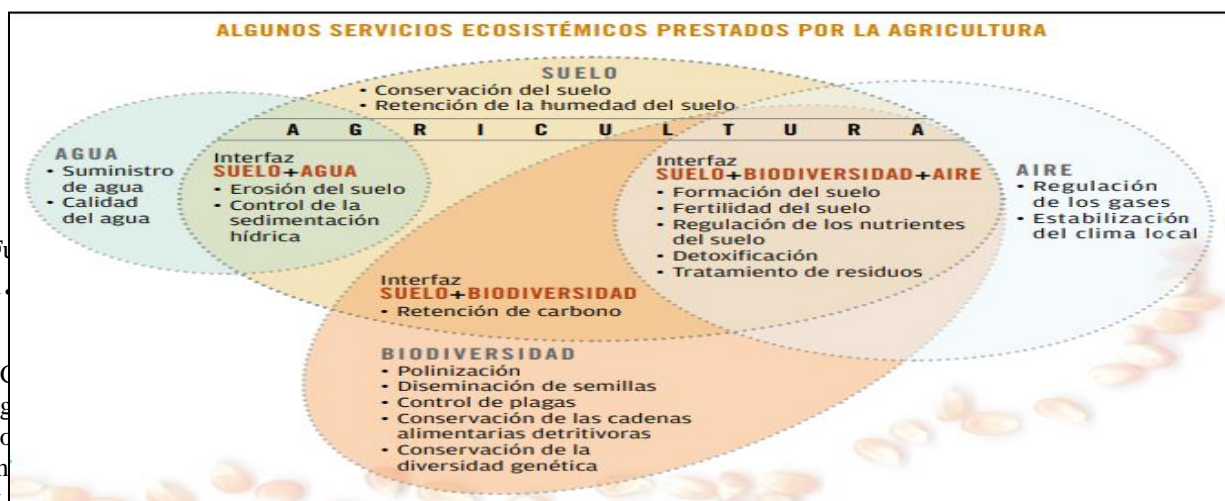 ALGUNOS SERVICIOS ECOSISTÉMICOS PRESTADOS POR LA AGRICULTURA
SUELO
• Conservación del suelo
• Retención de la humedad del suelo
A G R I C U L T U R A
AGUA
• Suministro
de agua
• Calidad
del agua
Interfaz
SUELO+AGUA
• Erosión del suelo
• Control de la
sedimentación
hídrica
Interfaz
SUELO+BIODIVERSIDAD+AIRE
• Formación del suelo
• Fertilidad del suelo
• Regulación de los nutrientes
del suelo
• Detoxificación
• Tratamiento de residuos
AIRE
• Regulación
de los gases
• Estabilización
del clima local
Interfaz
SUELO+BIODIVERSIDAD
• Retención de carbono
BIODIVERSIDAD
• Polinización
• Diseminación de semillas
• Control de plagas
• Conservación de las cadenas
alimentarias detritívoras
• Conservación de la
diversidad genética